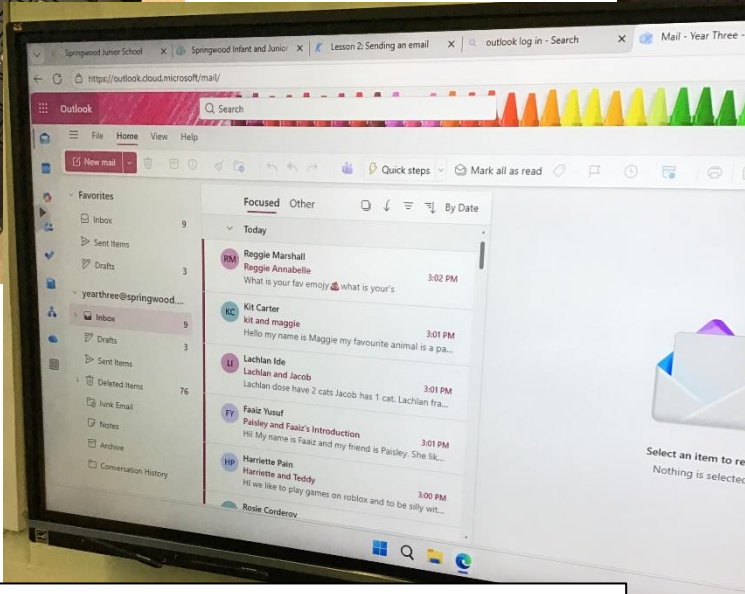 Springwood Junior School
Springwood Infant and Junior
Lesson 2: Sending an email
outlook log in - Search
Mail - Year Three -
https://outlook.cloud.microsoft/mail/
Outlook
Search
File Home View Help
New mail
Quick steps
Mark all as read
Favorites
Inbox 9
Sent Items
Drafts 3
yearthree@springwood....
Inbox 9
Drafts 3
Sent Items
Deleted Items 76
Junk Email
Notes
Archive
Conversation History
Focused Other By Date
Today
RM
Reggie Marshall
Reggie Annabelle
What is your fav emojy 💩 what is your's 3:02 PM
KC
Kit Carter
kit and maggie 3:01 PM
Hello my name is Maggie my favourite animal is a pa...
LI
Lachlan Ide
Lachlan and Jacob 3:01 PM
Lachlan dose have 2 cats Jacob has 1 cat. Lachlan fra...
FY
Faaiz Yusuf
Paisley and Faaiz's Introduction 3:01 PM
Hi! My name is Faaiz and my friend is Paisley. She lik...
HP
Harriette Pain
Harriette and Teddy 3:00 PM
Hi we like to play games on roblox and to be silly wit...
Rosie Corderoy
Select an item to re
Nothing is selected